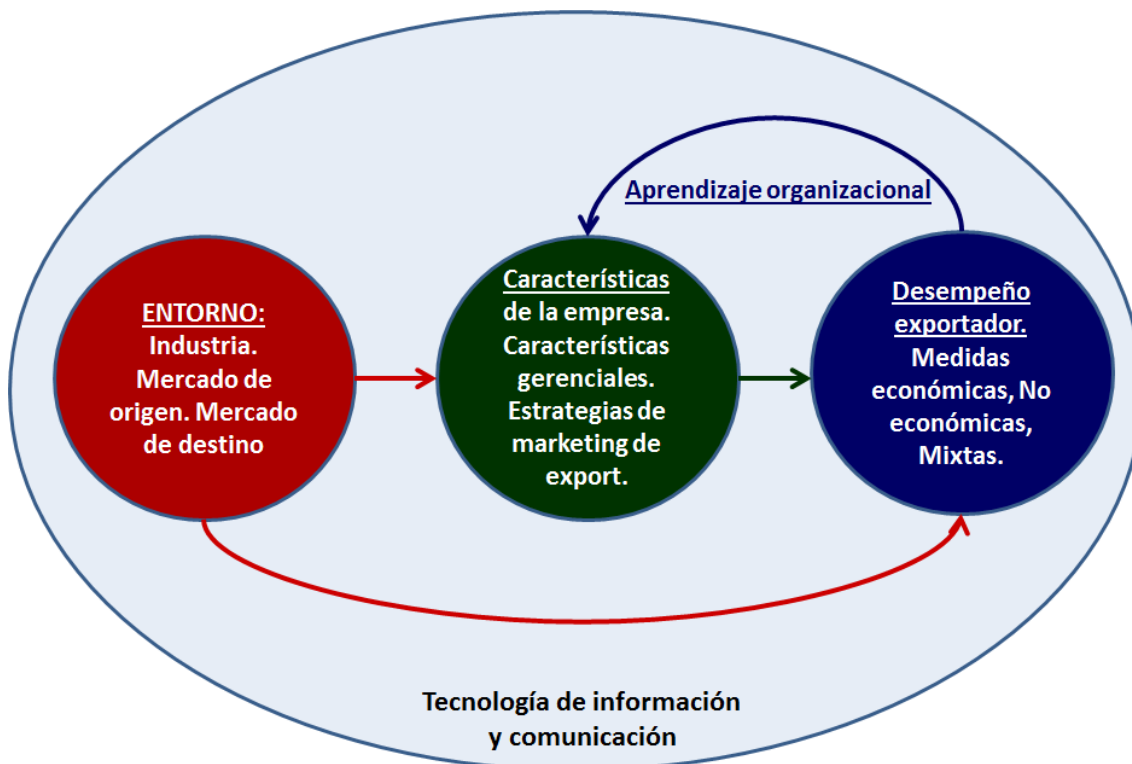 Aprendizaje organizacional
ENTORNO:
Industria.
Mercado de
origen. Mercado
de destino
Características
de la empresa.
Características
gerenciales.
Estrategias de
marketing de
export.
Desempeño
exportador.
Medidas
económicas, No
económicas,
Mixtas.
Tecnología de información
y comunicación